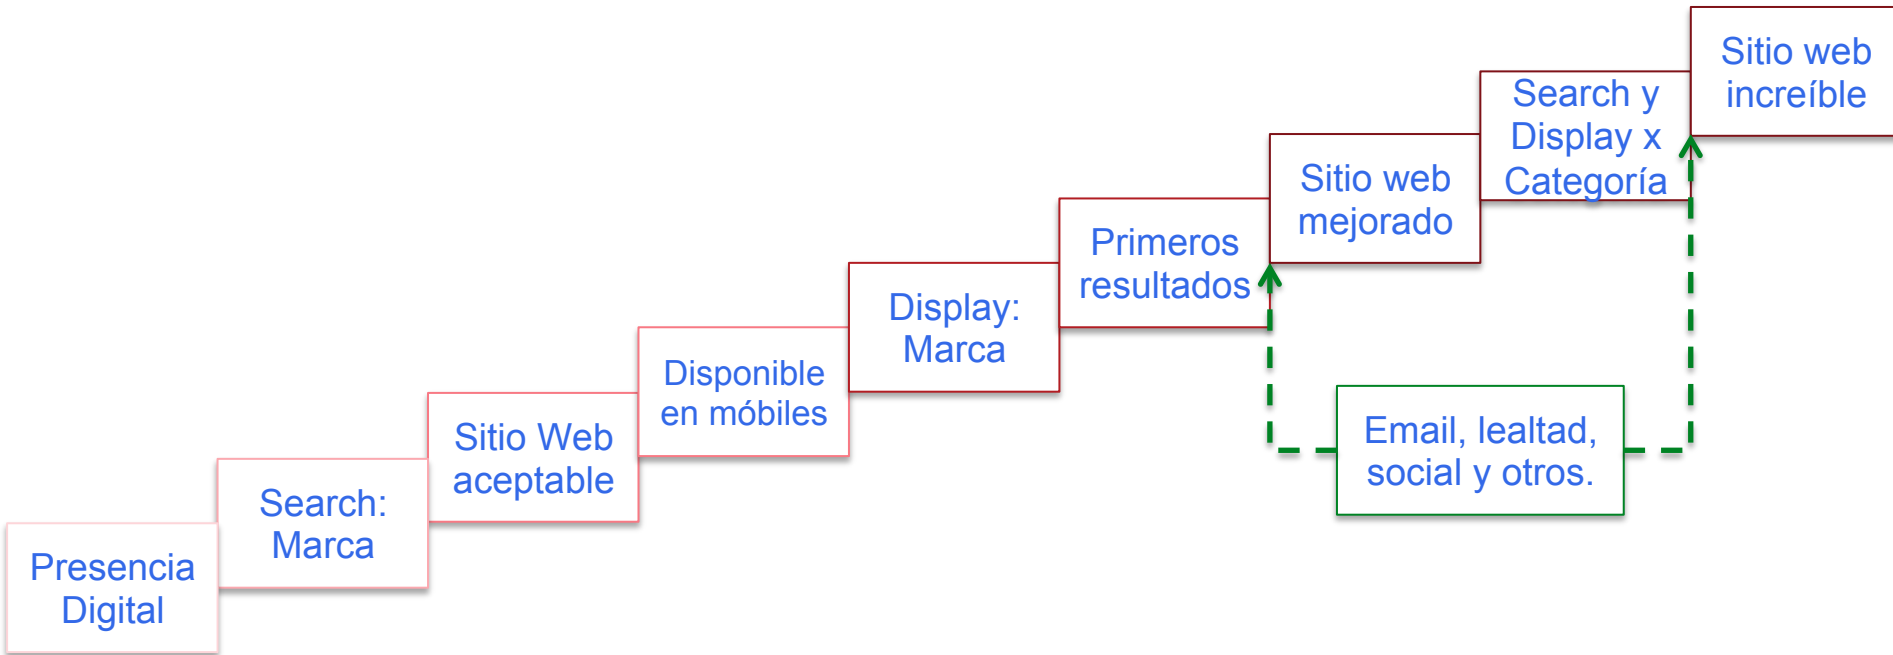 Presencia
Digital
Search:
Marca
Sitio Web
aceptable
Disponible
en móbiles
Display:
Marca
Primeros
resultados
Sitio web
mejorado
Search y
Display x
Categoría
Sitio web
increíble
Email, lealtad,
social y otros.